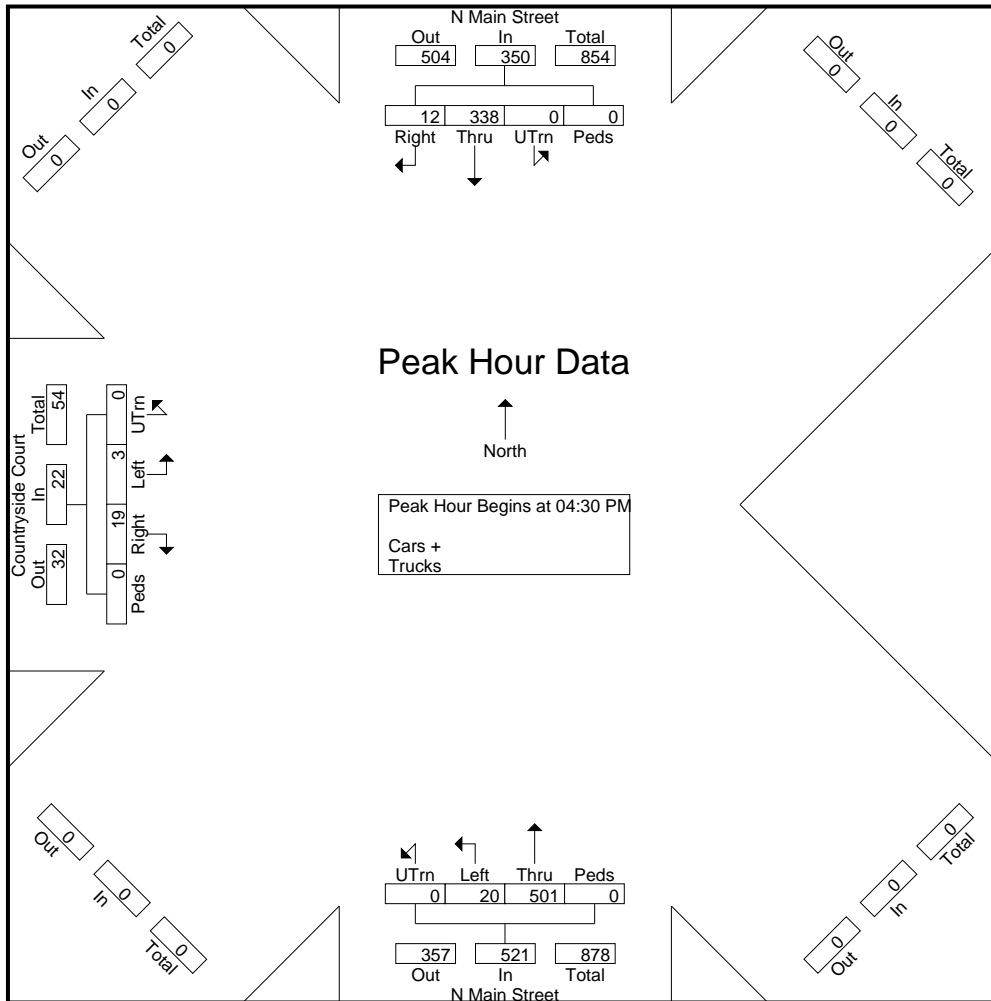 N Main Street
Out In Total
504 350 854
12 338 0 0
Right Thru UTrn Peds
Out In Total
0 0 0
Out In Total
0 0 0
Peak Hour Data
North
Peak Hour Begins at 04:30 PM
Cars +
Trucks
Countryside Court
Out In Total
32 22 54
0 19 3 0
Peds Right Left UTrn
Out In Total
0 0 0
UTrn Left Thru Peds
0 20 501 0
357 521 878
Out In Total
N Main Street
0 0 0
Out In Total